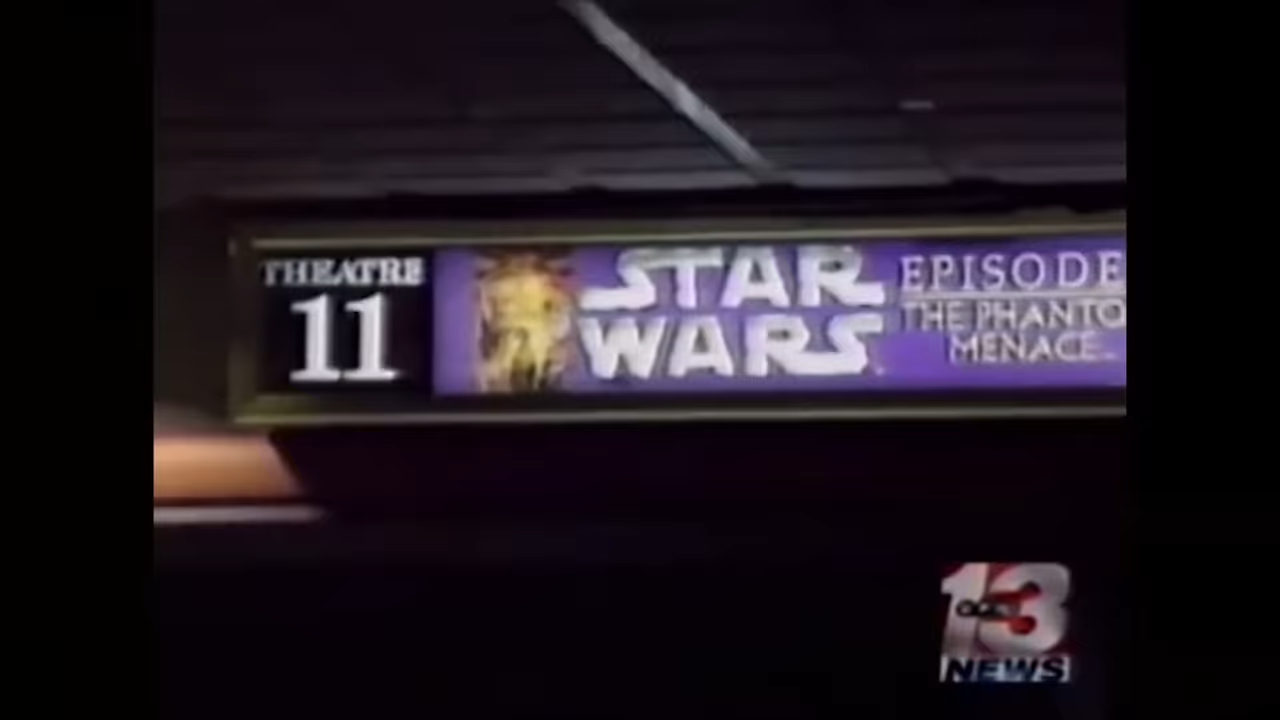 THEATRE
11
STAR
WARS
EPISODE
THE PHANTO
MENACE
13
NEWS